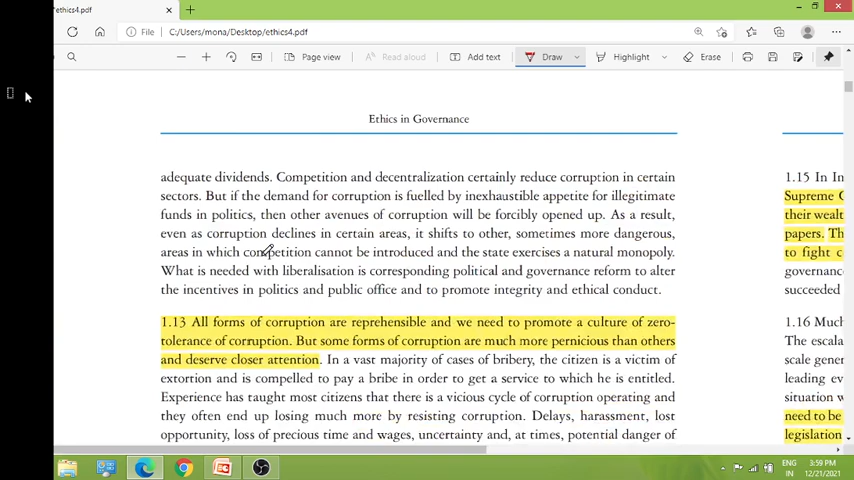 ethics4.pdf
File
C:/Users/mona/Desktop/ethics4.pdf
Page view
Read aloud
Add text
Draw
Highlight
Erase
Ethics in Governance
adequate dividends. Competition and decentralization certainly reduce corruption in certain
sectors. But if the demand for corruption is fuelled by inexhaustible appetite for illegitimate
funds in politics, then other avenues of corruption will be forcibly opened up. As a result,
even as corruption declines in certain areas, it shifts to other, sometimes more dangerous,
areas in which competition cannot be introduced and the state exercises a natural monopoly.
What is needed with liberalisation is corresponding political and governance reform to alter
the incentives in politics and public office and to promote integrity and ethical conduct.
1.13 All forms of corruption are reprehensible and we need to promote a culture of zero-
tolerance of corruption. But some forms of corruption are much more pernicious than others
and deserve closer attention. In a vast majority of cases of bribery, the citizen is a victim of
extortion and is compelled to pay a bribe in order to get a service to which he is entitled.
Experience has taught most citizens that there is a vicious cycle of corruption operating and
they often end up losing much more by resisting corruption. Delays, harassment, lost
opportunity, loss of precious time and wages, uncertainty and, at times, potential danger of
1.15 In In
Supreme C
their wealt
papers. Th
to fight c
governance
succeeded
1.16 Much
The escala
scale gener
leading ev
situation w
need to be
legislation
ENG
IN
3:59 PM
12/21/2021